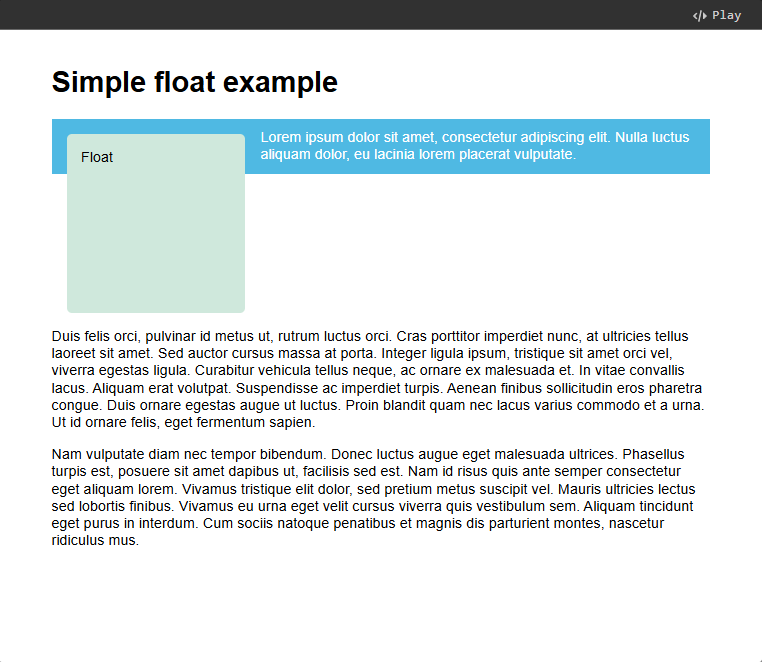 Play
Simple float example
Float
Lorem ipsum dolor sit amet, consectetur adipiscing elit. Nulla luctus
aliquam dolor, eu lacinia lorem placerat vulputate.
Duis felis orci, pulvinar id metus ut, rutrum luctus orci. Cras porttitor imperdiet nunc, at ultricies tellus
laoreet sit amet. Sed auctor cursus massa at porta. Integer ligula ipsum, tristique sit amet orci vel,
viverra egestas ligula. Curabitur vehicula tellus neque, ac ornare ex malesuada et. In vitae convallis
lacus. Aliquam erat volutpat. Suspendisse ac imperdiet turpis. Aenean finibus sollicitudin eros pharetra
congue. Duis ornare egestas augue ut luctus. Proin blandit quam nec lacus varius commodo et a urna.
Ut id ornare felis, eget fermentum sapien.
Nam vulputate diam nec tempor bibendum. Donec luctus augue eget malesuada ultrices. Phasellus
turpis est, posuere sit amet dapibus ut, facilisis sed est. Nam id risus quis ante semper consectetur
eget aliquam lorem. Vivamus tristique elit dolor, sed pretium metus suscipit vel. Mauris ultricies lectus
sed lobortis finibus. Vivamus eu urna eget velit cursus viverra quis vestibulum sem. Aliquam tincidunt
eget purus in interdum. Cum sociis natoque penatibus et magnis dis parturient montes, nascetur
ridiculus mus.